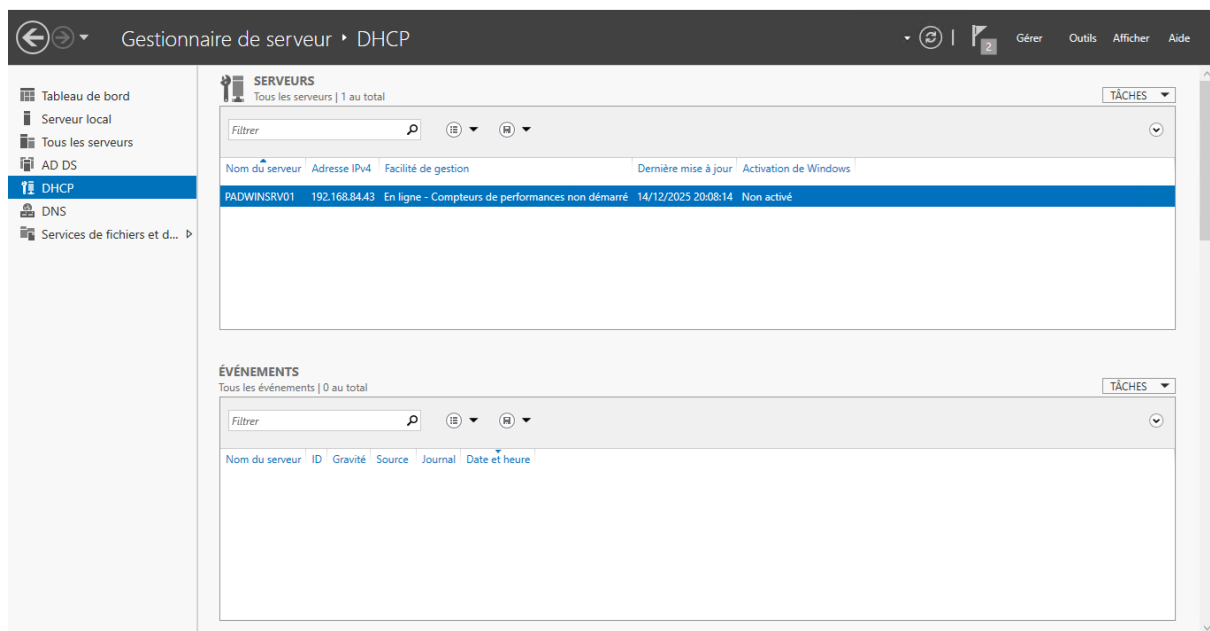 Gestionnaire de serveur ‣ DHCP
2
Gérer Outils Afficher Aide
Tableau de bord
Serveur local
Tous les serveurs
AD DS
DHCP
DNS
Services de fichiers et d...
SERVEURS
Tous les serveurs | 1 au total
TÂCHES
Filtrer
Nom du serveur Adresse IPv4 Facilité de gestion Dernière mise à jour Activation de Windows
PADWINSRV01 192.168.84.43 En ligne - Compteurs de performances non démarré 14/12/2025 20:08:14 Non activé
ÉVÉNEMENTS
Tous les événements | 0 au total
TÂCHES
Filtrer
Nom du serveur ID Gravité Source Journal Date et heure